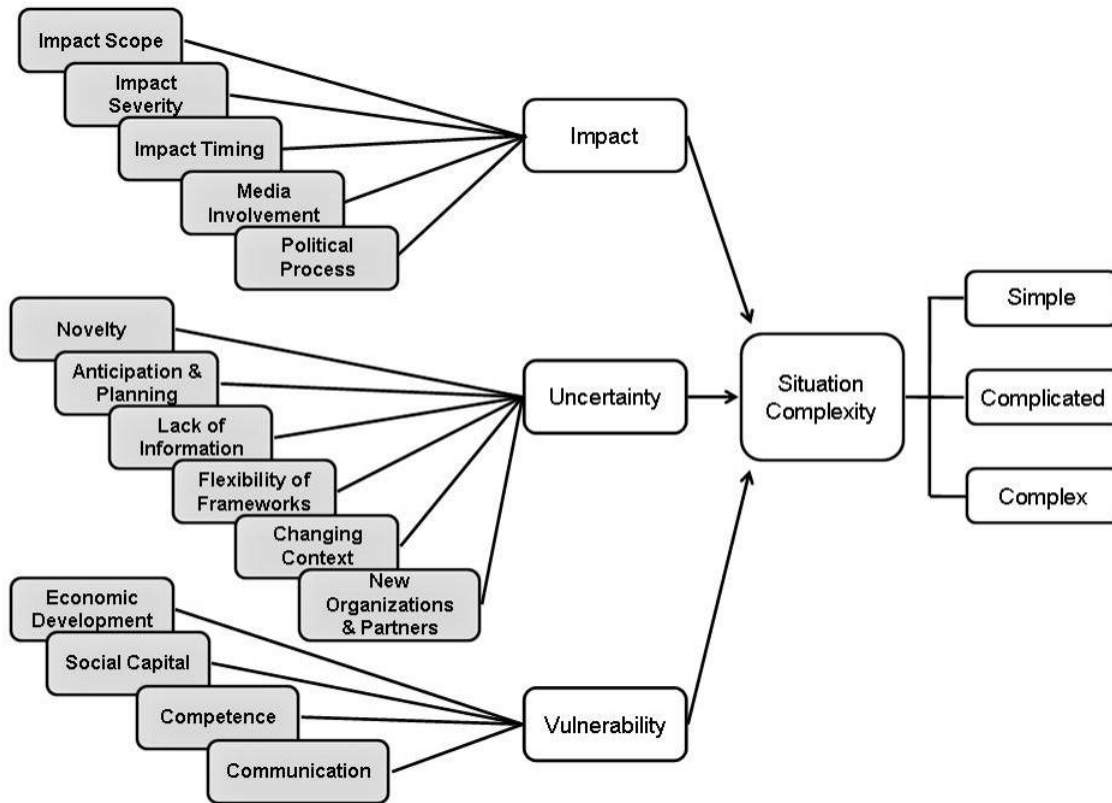 Impact Scope
Impact
Severity
Impact Timing
Media
Involvement
Political
Process
Impact
Novelty
Anticipation &
Planning
Lack of
Information
Flexibility of
Frameworks
Changing
Context
New
Organizations
& Partners
Uncertainty
Economic
Development
Social Capital
Competence
Communication
Vulnerability
Situation
Complexity
Simple
Complicated
Complex